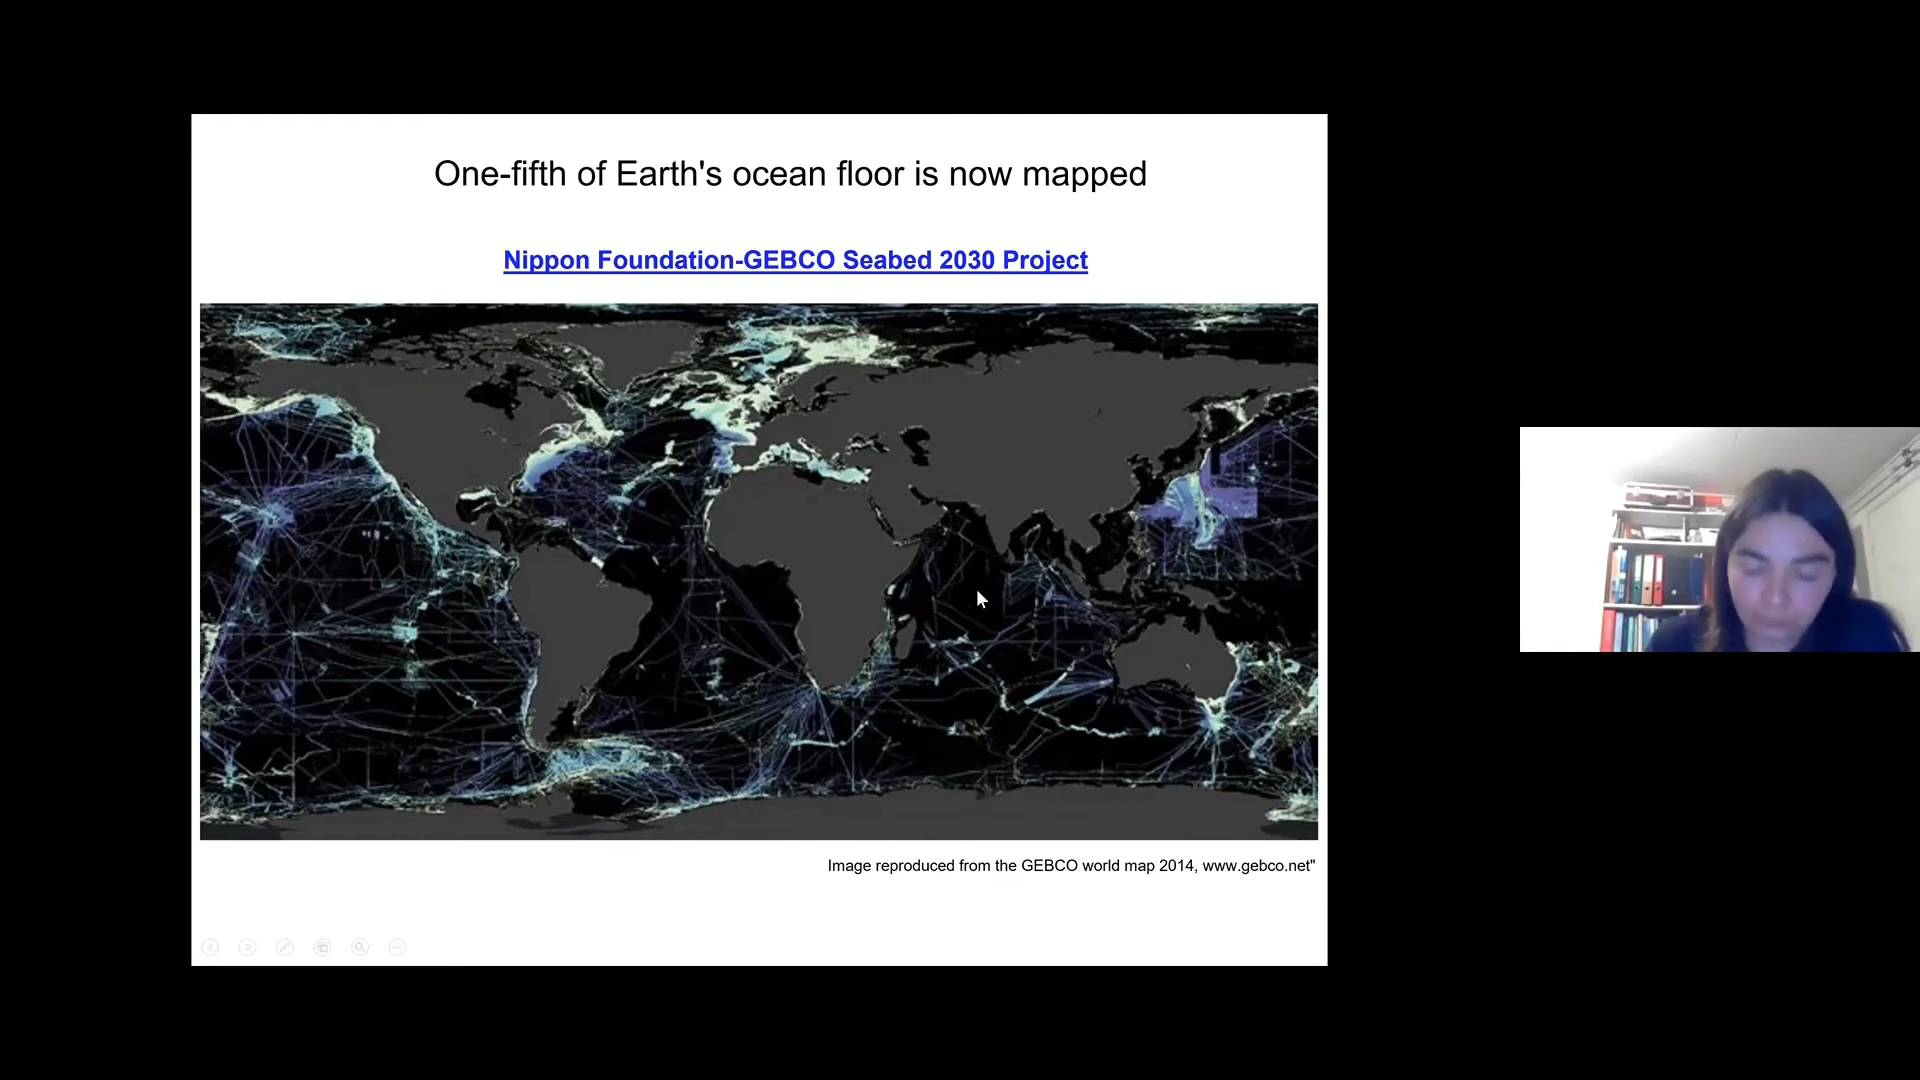 One-fifth of Earth's ocean floor is now mapped
Nippon Foundation-GEBCO Seabed 2030 Project
Image reproduced from the GEBCO world map 2014, www.gebco.net"